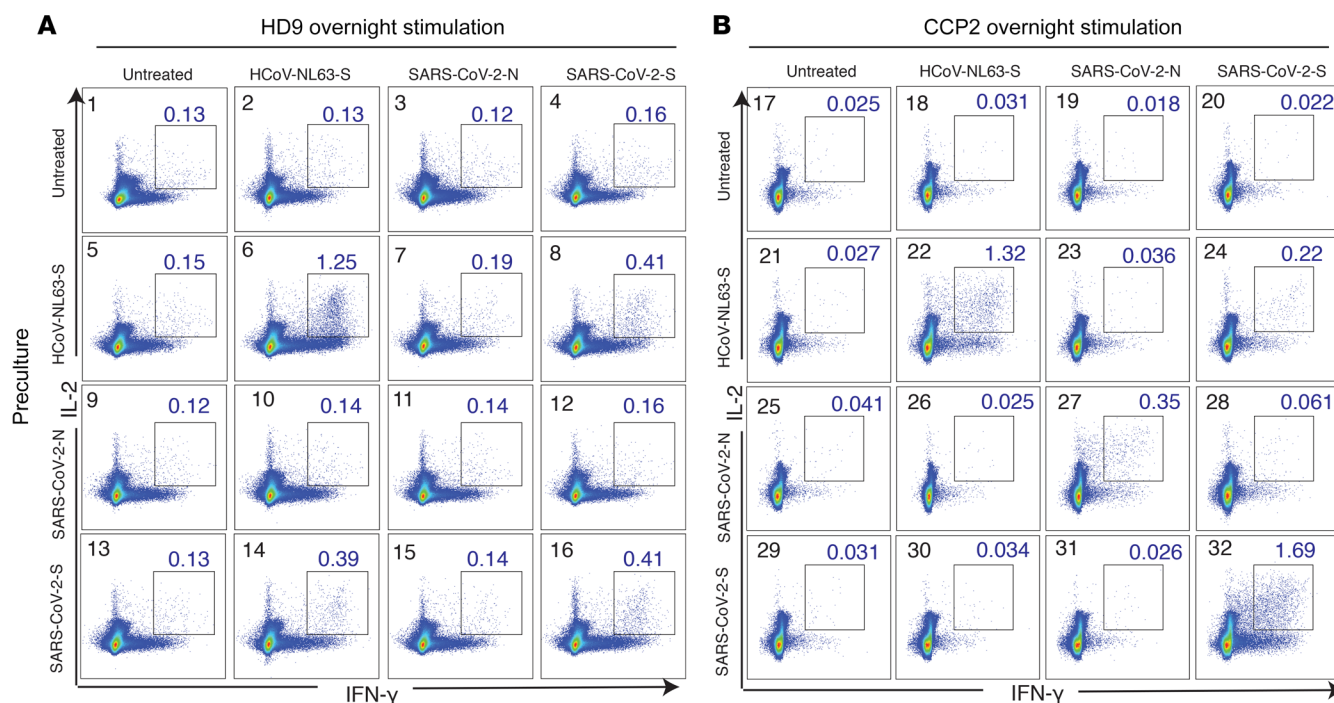 A
HD9 overnight stimulation
Untreated HCoV-NL63-S SARS-CoV-2-N SARS-CoV-2-S
1 0.13 2 0.13 3 0.12 4 0.16
Untreated
5 0.15 6 1.25 7 0.19 8 0.41
HCoV-NL63-S
9 0.12 10 0.14 11 0.14 12 0.16
SARS-CoV-2-N
13 0.13 14 0.39 15 0.14 16 0.41
SARS-CoV-2-S
Preculture
IL-2
IFN-γ
B
CCP2 overnight stimulation
Untreated HCoV-NL63-S SARS-CoV-2-N SARS-CoV-2-S
17 0.025 18 0.031 19 0.018 20 0.022
Untreated
21 0.027 22 1.32 23 0.036 24 0.22
HCoV-NL63-S
25 0.041 26 0.025 27 0.35 28 0.061
SARS-CoV-2-N
29 0.031 30 0.034 31 0.026 32 1.69
SARS-CoV-2-S
IL-2
IFN-γ